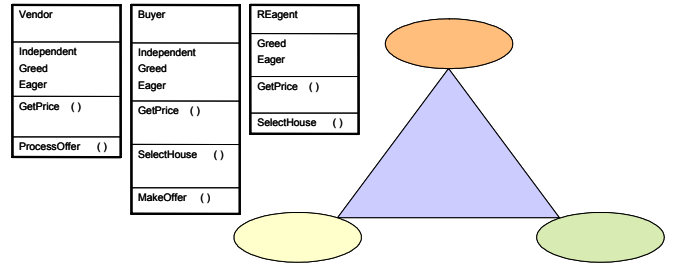 Vendor
Independent
Greed
Eager
GetPrice ( )
ProcessOffer ( )
Buyer
Independent
Greed
Eager
GetPrice ( )
SelectHouse ( )
MakeOffer ( )
REagent
Greed
Eager
GetPrice ( )
SelectHouse ( )